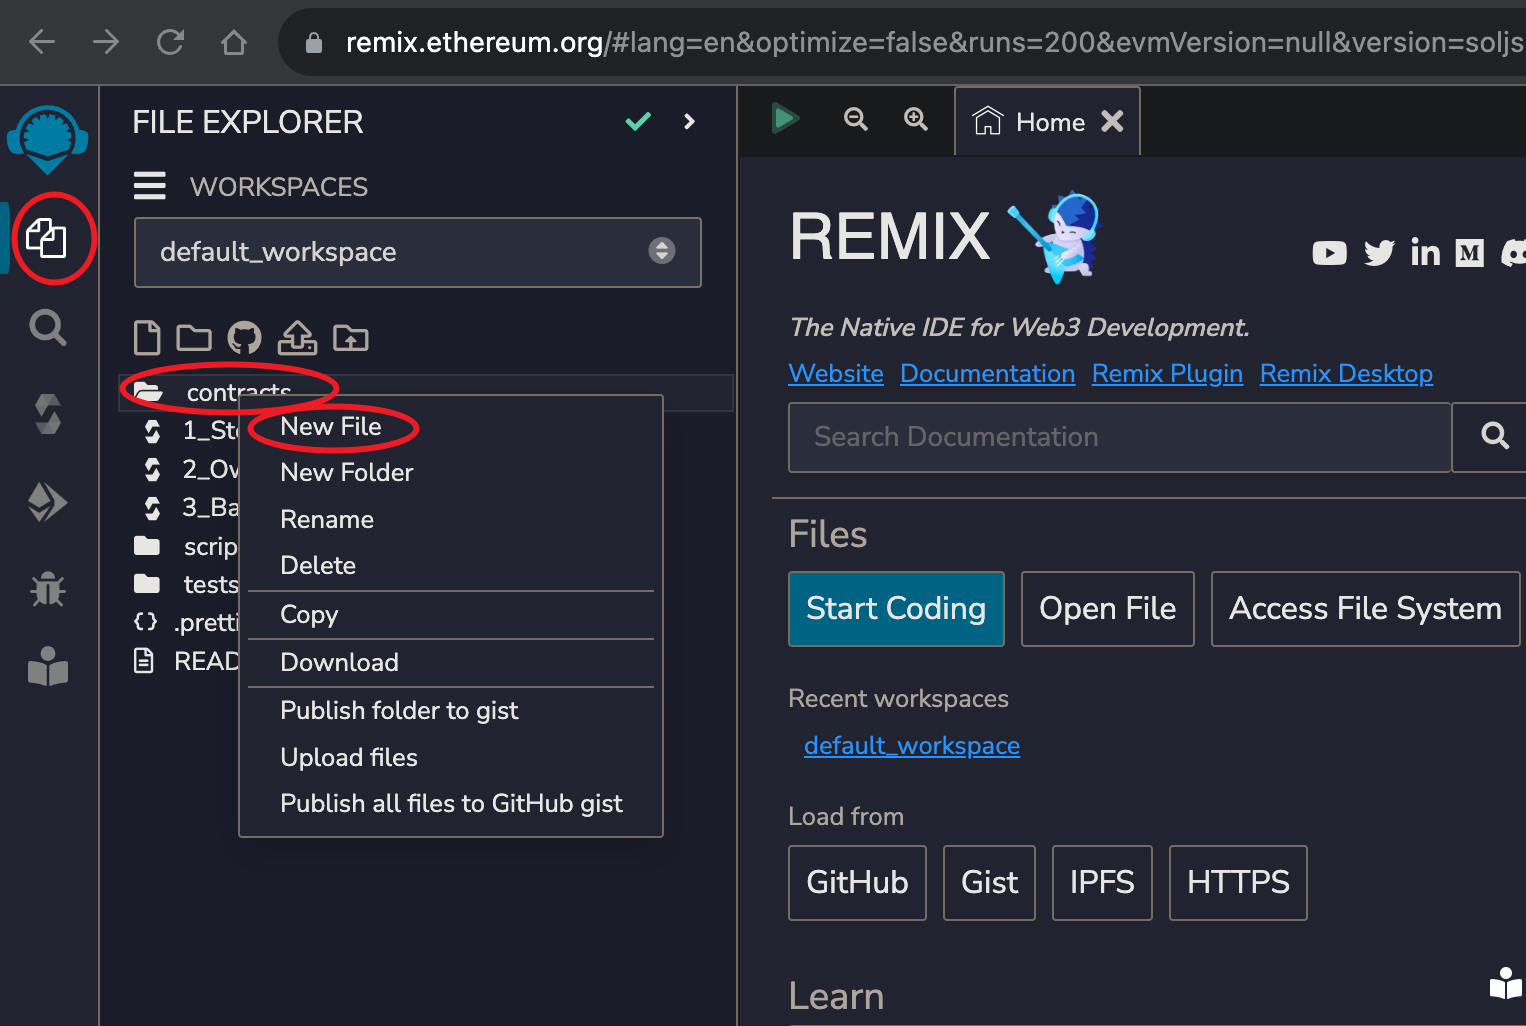 remix.ethereum.org/#lang=en&optimize=false&runs=200&evmVersion=null&version=soljs
FILE EXPLORER
WORKSPACES
default_workspace
contracts
New File
New Folder
Rename
Delete
Copy
Download
Publish folder to gist
Upload files
Publish all files to GitHub gist
1_Sto
2_Ow
3_Ba
scrip
tests
.pretti
READ
Home
REMIX
The Native IDE for Web3 Development.
Website Documentation Remix Plugin Remix Desktop
Search Documentation
Files
Start Coding Open File Access File System
Recent workspaces
default_workspace
Load from
GitHub Gist IPFS HTTPS
Learn